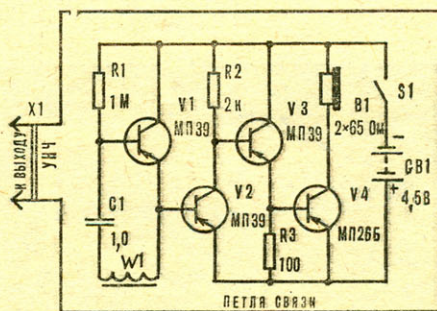 X1
К ВЫХОДУ
УНЧ
R1
1М
V1
МП39
R2
2к
V3
МП39
B1
2×65 Ом
S1
GB1
4,5В
C1
1,0
W1
V2
МП39
R3
100
V4
МП26Б
ПЕТЛЯ СВЯЗИ